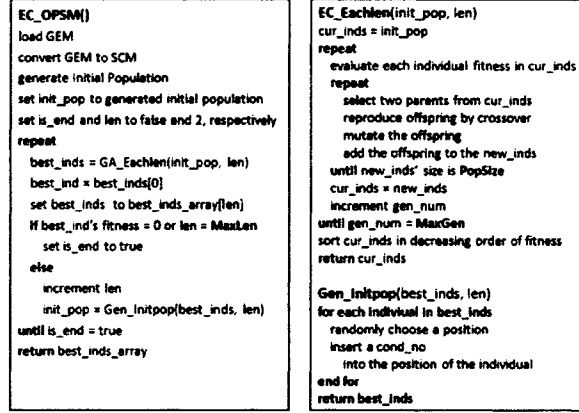 EC_OPSM()
load GEM
convert GEM to SCM
generate Initial Population
set init_pop to generated initial population
set is_end and len to false and 2, respectively
repeat
best_inds = GA_Eachlen(init_pop, len)
best_ind = best_inds[0]
set best_inds to best_inds_array[len]
if best_ind's fitness = 0 or len = MaxLen
set is_end to true
else
increment len
init_pop = Gen_Initpop(best_inds, len)
until is_end = true
return best_inds_array
EC_Eachlen(init_pop, len)
cur_inds = init_pop
repeat
evaluate each individual fitness in cur_inds
repeat
select two parents from cur_inds
reproduce offspring by crossover
mutate the offspring
add the offspring to the new_inds
until new_inds' size is PopSize
cur_inds = new_inds
increment gen_num
until gen_num = MaxGen
sort cur_inds in decreasing order of fitness
return cur_inds
Gen_Initpop(best_inds, len)
for each indiviual in best_inds
randomly choose a position
insert a cond_no
into the position of the individual
end for
return best_inds